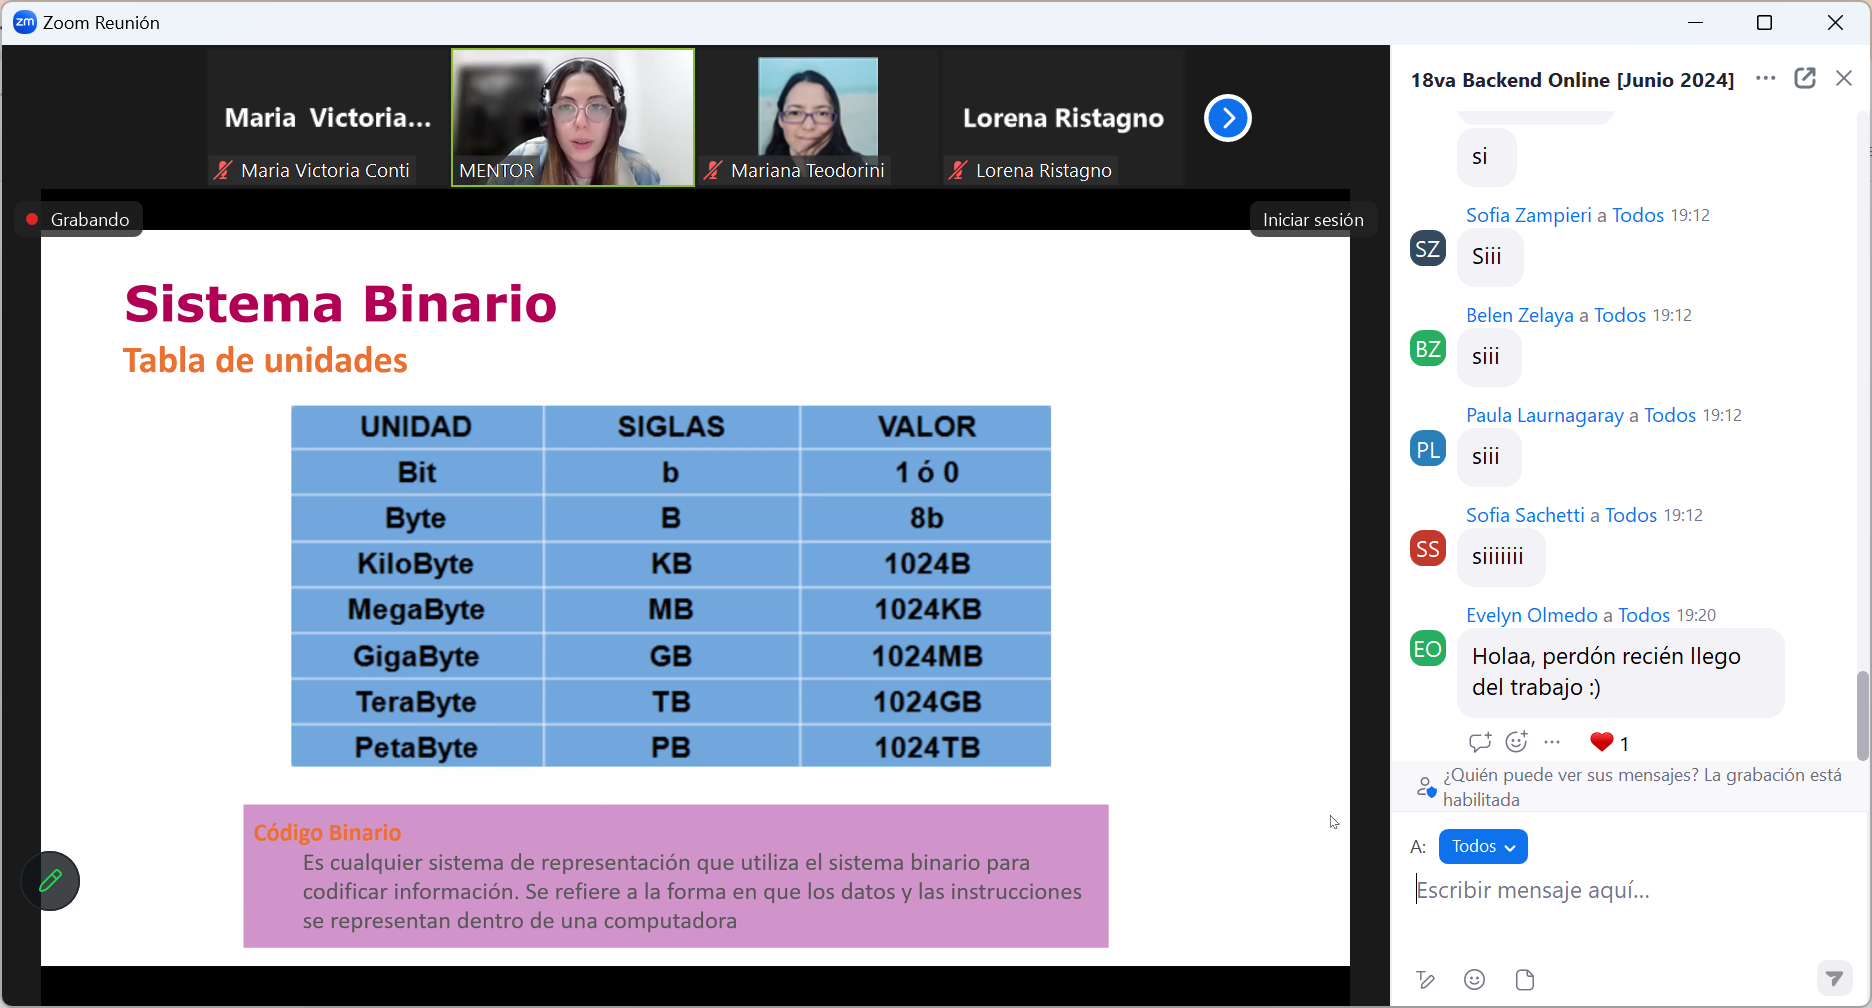 zm Zoom Reunión
Maria Victoria...
Maria Victoria Conti
MENTOR
Mariana Teodorini
Lorena Ristagno
Lorena Ristagno
Grabando
Iniciar sesión
Sistema Binario
Tabla de unidades
UNIDAD SIGLAS VALOR
Bit b 1 ó 0
Byte B 8b
KiloByte KB 1024B
MegaByte MB 1024KB
GigaByte GB 1024MB
TeraByte TB 1024GB
PetaByte PB 1024TB
Código Binario
Es cualquier sistema de representación que utiliza el sistema binario para
codificar información. Se refiere a la forma en que los datos y las instrucciones
se representan dentro de una computadora
18va Backend Online [Junio 2024]
si
Sofia Zampieri a Todos 19:12
SZ
Siii
Belen Zelaya a Todos 19:12
BZ
siii
Paula Laurnagaray a Todos 19:12
PL
siii
Sofia Sachetti a Todos 19:12
SS
siiiiiii
Evelyn Olmedo a Todos 19:20
EO
Holaa, perdón recién llego
del trabajo :)
1
¿Quién puede ver sus mensajes? La grabación está
habilitada
A: Todos
Escribir mensaje aquí...